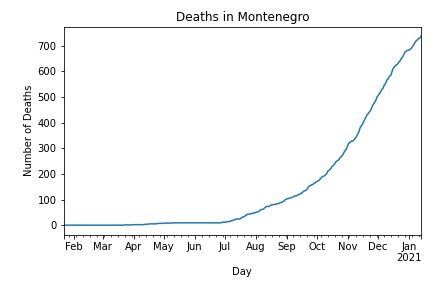 Deaths in Montenegro
Number of Deaths
700
600
500
400
300
200
100
0
Feb Mar Apr May Jun Jul Aug Sep Oct Nov Dec Jan
2021
Day